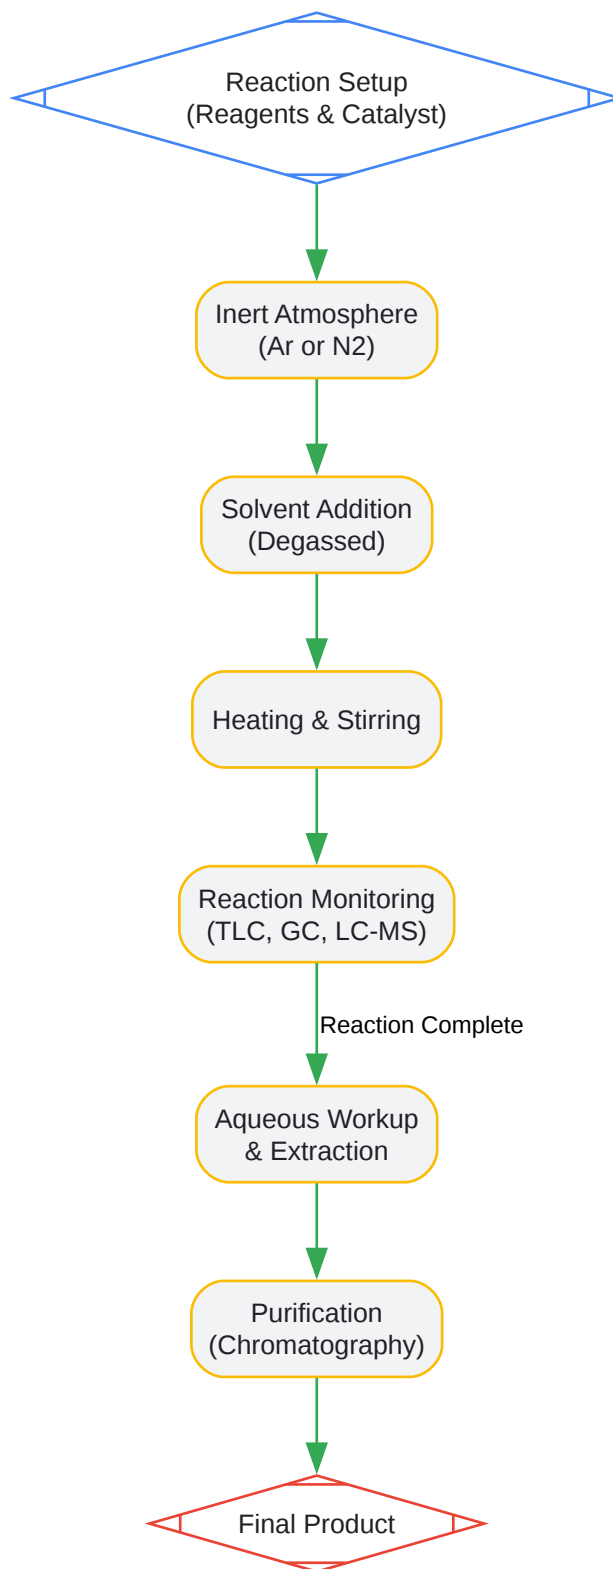 Reaction Setup
(Reagents & Catalyst)
Inert Atmosphere
(Ar or N2)
Solvent Addition
(Degassed)
Heating & Stirring
Reaction Monitoring
(TLC, GC, LC-MS)
Reaction Complete
Aqueous Workup
& Extraction
Purification
(Chromatography)
Final Product